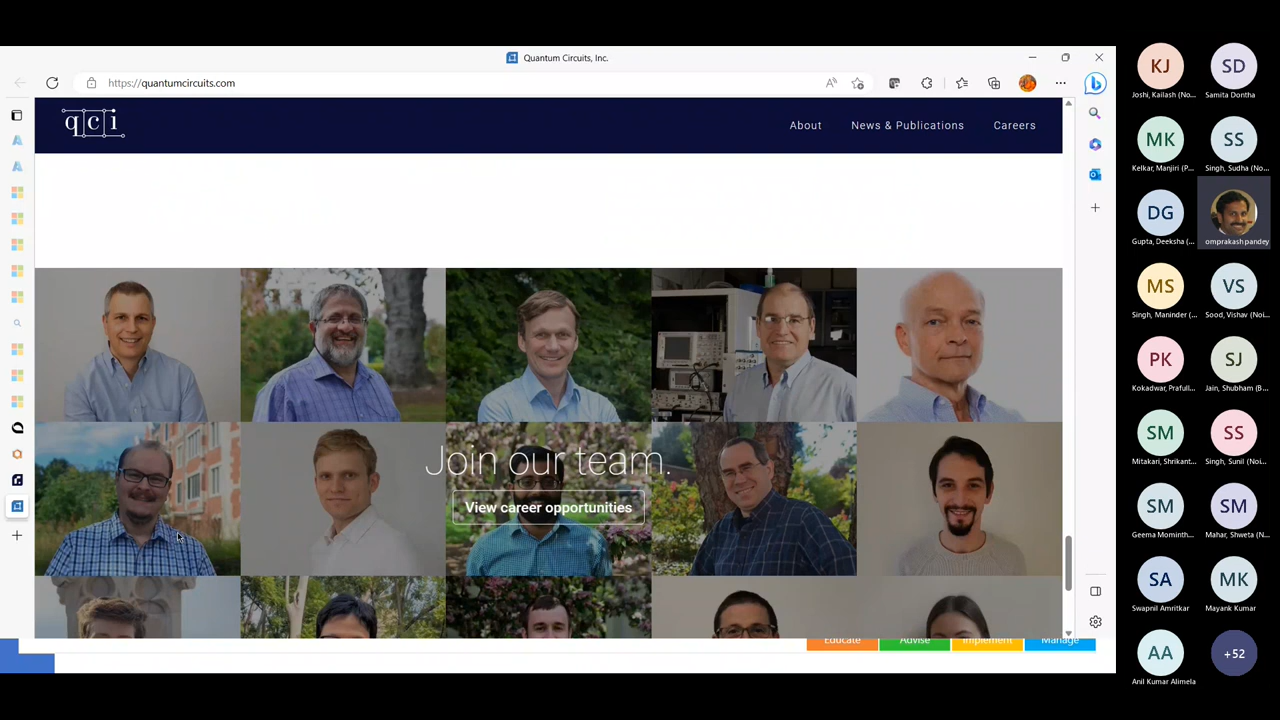 Quantum Circuits, Inc.
https://quantumcircuits.com
qci
About
News & Publications
Careers
Join our team.
View career opportunities
Educate
Advise
Implement
Manage
KJ
SD
Joshi, Kailash (No...
Samita Dontha
MK
SS
Kelkar, Manjiri (P...
Singh, Sudha (No...
DG
Gupta, Deeksha (...
omprakash pandey
MS
VS
Singh, Maninder (...
Sood, Vishav (Noi...
PK
SJ
Kokadwar, Prafull...
Jain, Shubham (B...
SM
SS
Mitakari, Shrikant...
Singh, Sunil (Noi...
SM
SM
Geema Mominth...
Mahar, Shweta (N...
SA
MK
Swapnil Amritkar
Mayank Kumar
AA
+52
Anil Kumar Alimela